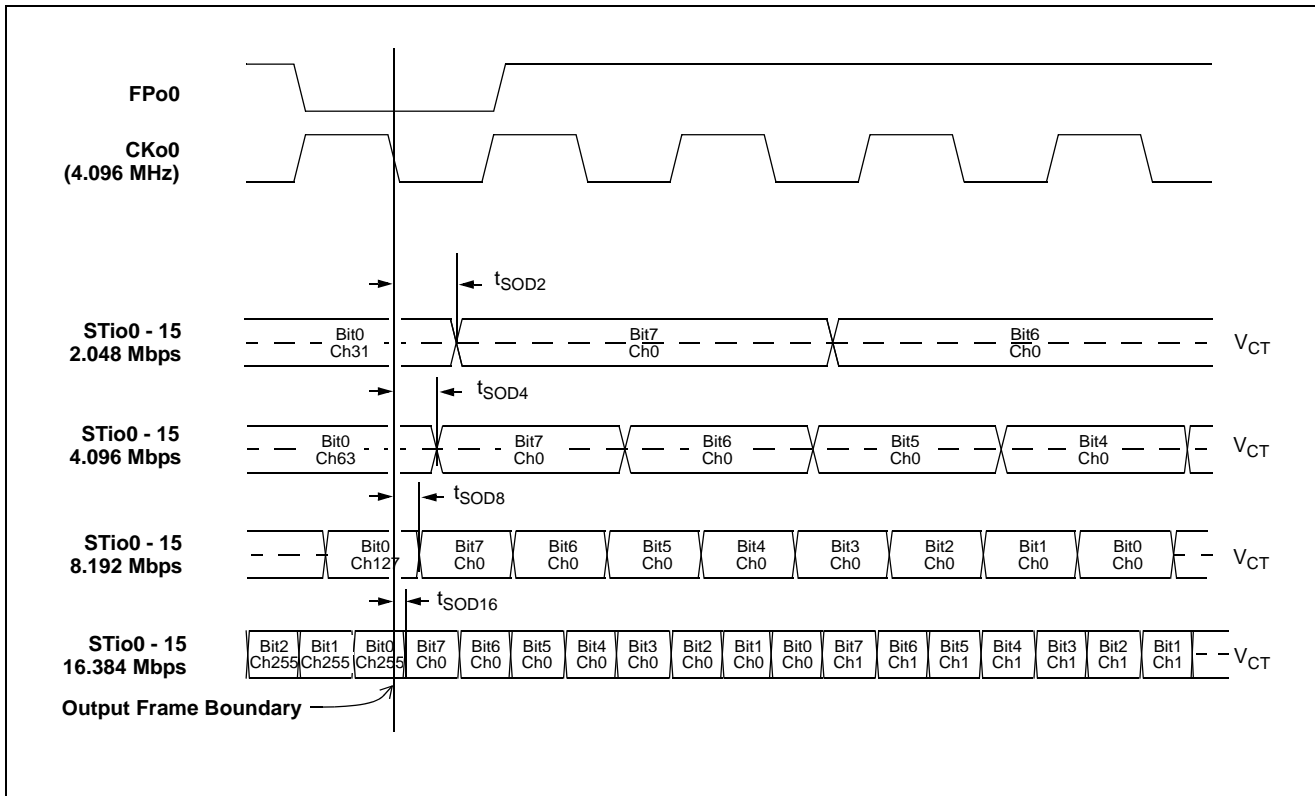 FPo0
CKo0
(4.096 MHz)
tSOD2
STio0 - 15
2.048 Mbps
Bit0
Ch31
Bit7
Ch0
Bit6
Ch0
VCT
tSOD4
STio0 - 15
4.096 Mbps
Bit0
Ch63
Bit7
Ch0
Bit6
Ch0
Bit5
Ch0
Bit4
Ch0
VCT
tSOD8
STio0 - 15
8.192 Mbps
Bit0
Ch127
Bit7
Ch0
Bit6
Ch0
Bit5
Ch0
Bit4
Ch0
Bit3
Ch0
Bit2
Ch0
Bit1
Ch0
Bit0
Ch0
VCT
tSOD16
STio0 - 15
16.384 Mbps
Bit2
Ch255
Bit1
Ch255
Bit0
Ch255
Bit7
Ch0
Bit6
Ch0
Bit5
Ch0
Bit4
Ch0
Bit3
Ch0
Bit2
Ch0
Bit1
Ch0
Bit0
Ch0
Bit7
Ch1
Bit6
Ch1
Bit5
Ch1
Bit4
Ch1
Bit3
Ch1
Bit2
Ch1
Bit1
Ch1
VCT
Output Frame Boundary